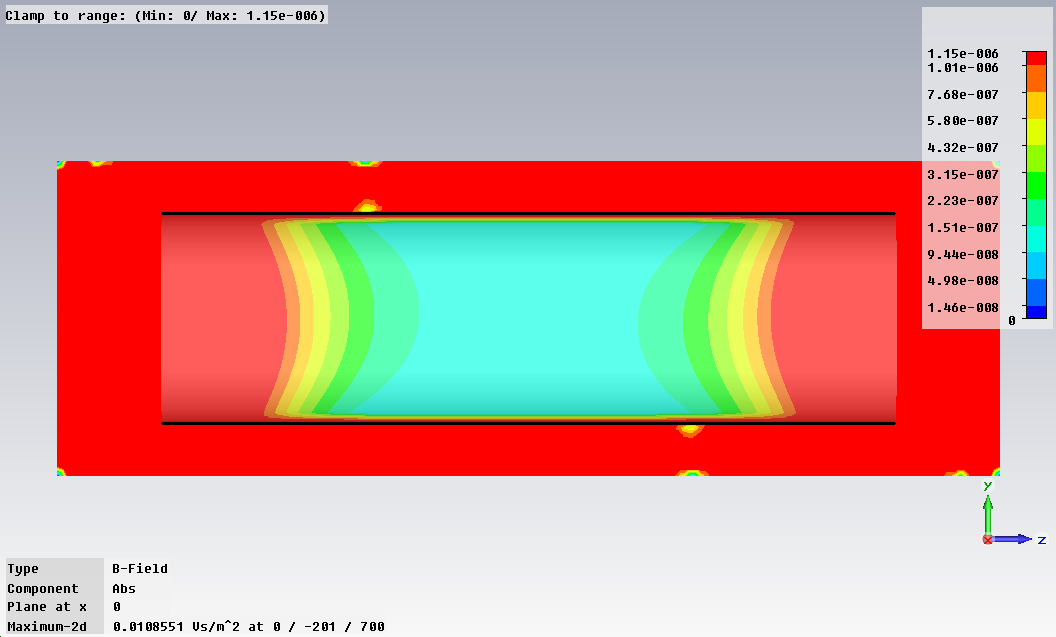 Clamp to range: (Min: 0/ Max: 1.15e-006)
1.15e-006
1.01e-006
7.68e-007
5.80e-007
4.32e-007
3.15e-007
2.23e-007
1.51e-007
9.44e-008
4.98e-008
1.46e-008
0
y
z
Type B-Field
Component Abs
Plane at x 0
Maximum-2d 0.0108551 Vs/m^2 at 0 / -201 / 700